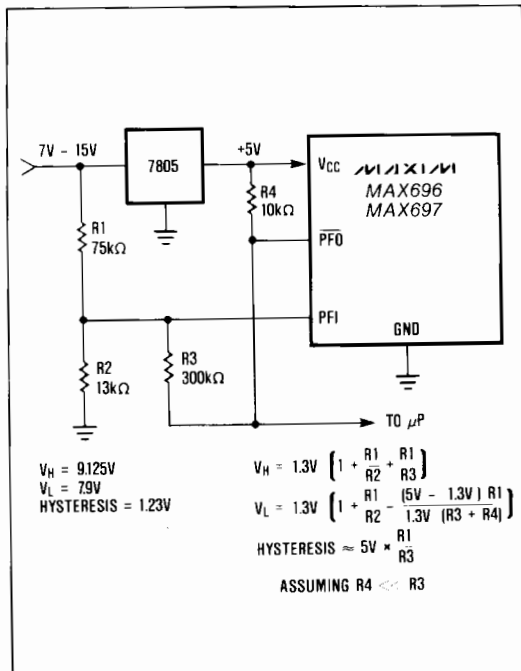 7V – 15V
7805
+5V
VCC
MAXIM
MAX696
MAX697
R4
10kΩ
PFO
R1
75kΩ
PFI
GND
R2
13kΩ
R3
300kΩ
TO µP
VH = 9.125V
VL = 7.9V
HYSTERESIS = 1.23V
VH = 1.3V (1 + R1/R2 + R1/R3)
VL = 1.3V (1 + R1/R2 - (5V - 1.3V) R1/1.3V (R3 + R4))
HYSTERESIS ≈ 5V × R1/R3
ASSUMING R4 << R3